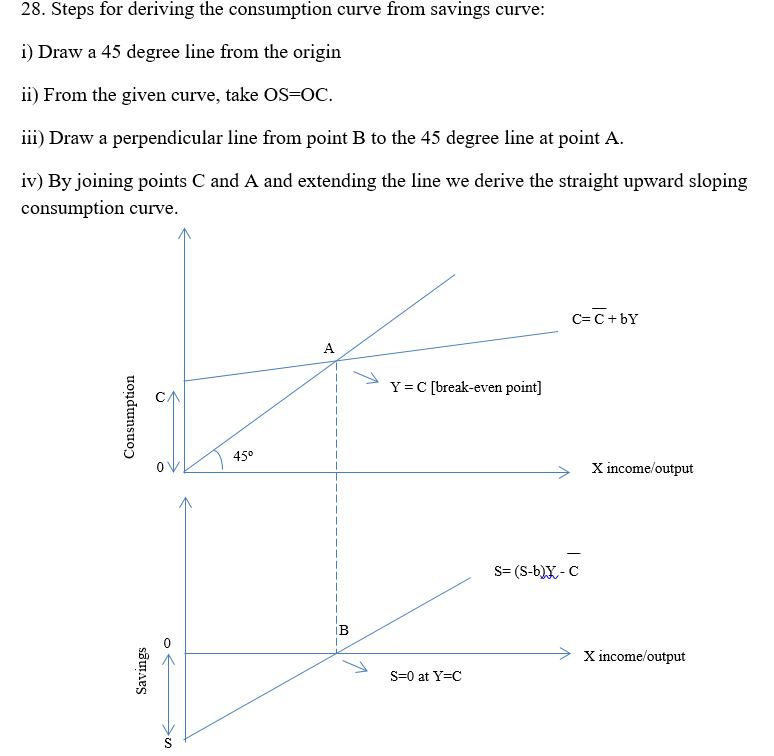 28. Steps for deriving the consumption curve from savings curve:
i) Draw a 45 degree line from the origin
ii) From the given curve, take OS=OC.
iii) Draw a perpendicular line from point B to the 45 degree line at point A.
iv) By joining points C and A and extending the line we derive the straight upward sloping
consumption curve.
C= C̅ + bY
A
Y = C [break-even point]
Consumption
C
0
45⁰
X income/output
S= (S-b)Y - C̅
B
0
X income/output
Savings
S=0 at Y=C
S